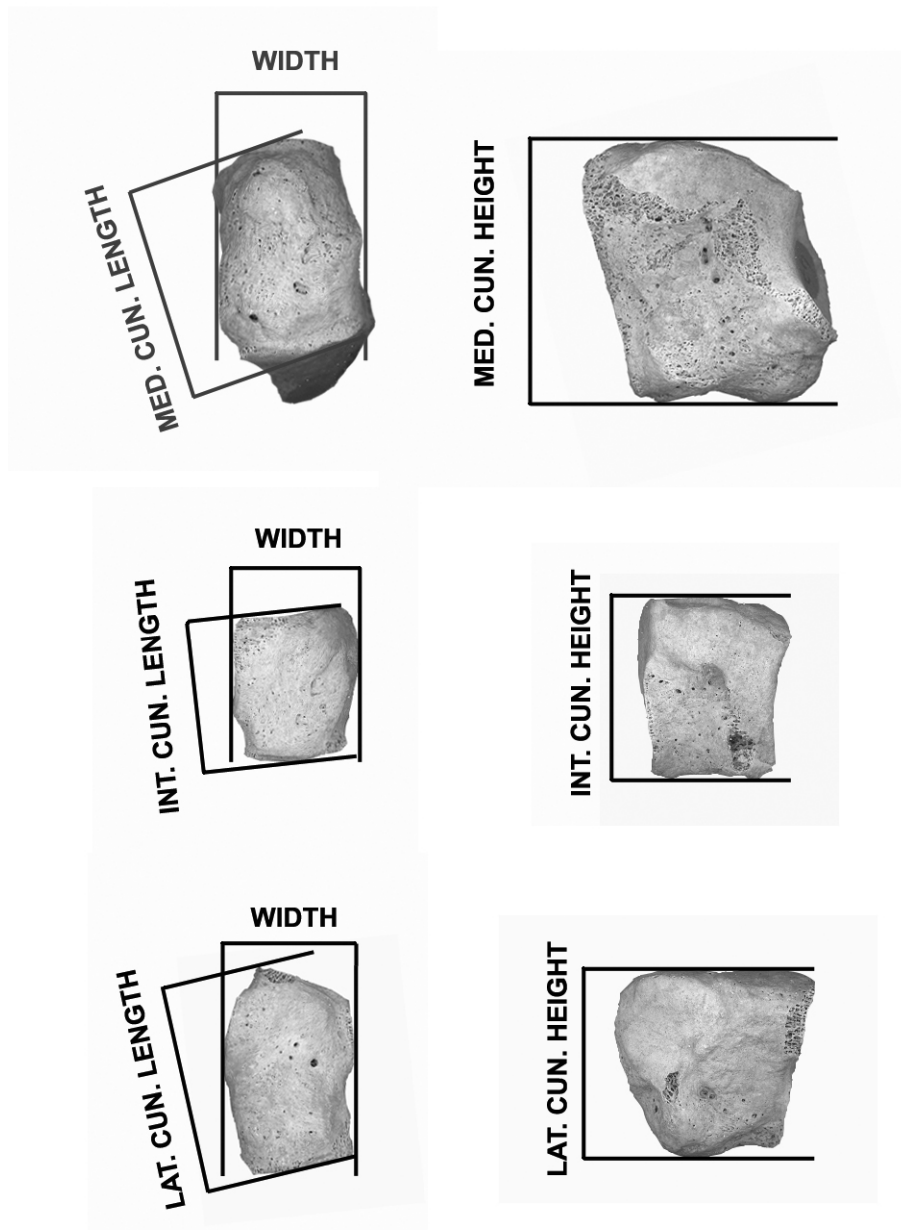 WIDTH
MED. CUN. LENGTH
MED. CUN. HEIGHT
WIDTH
INT. CUN. LENGTH
INT. CUN. HEIGHT
WIDTH
LAT. CUN. LENGTH
LAT. CUN. HEIGHT